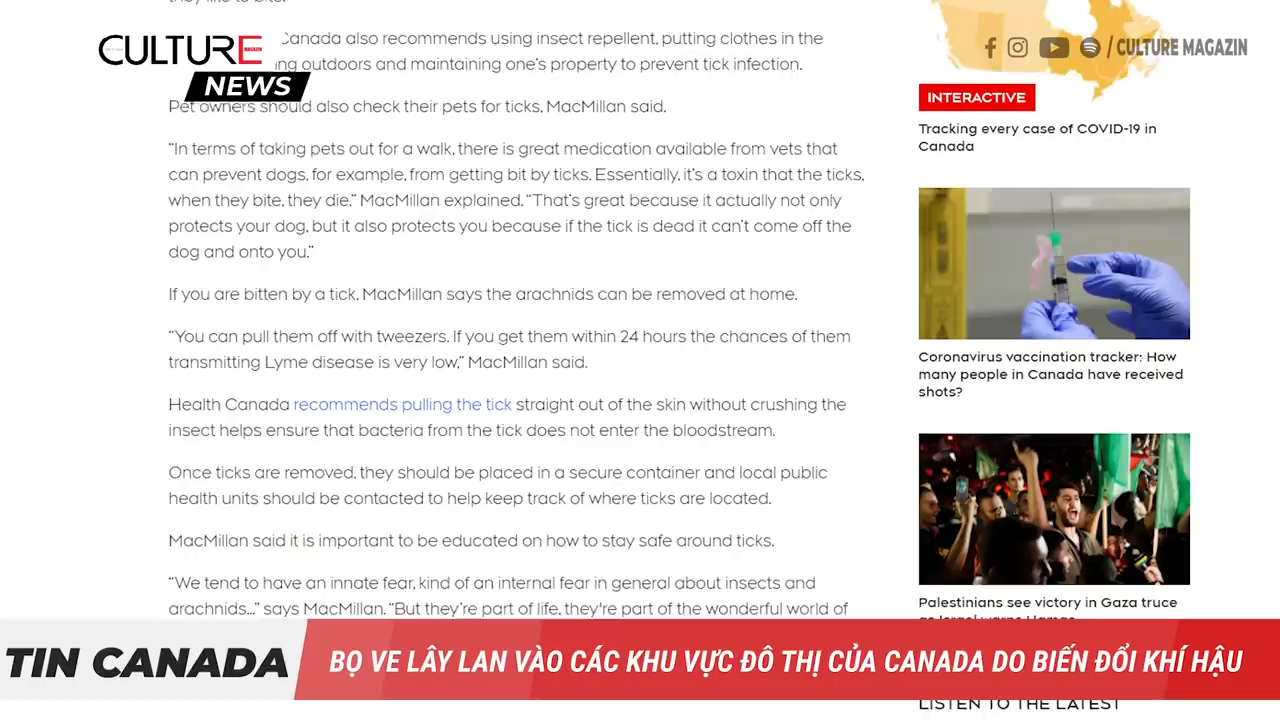 they like to bite.
Canada also recommends using insect repellent, putting clothes in the
ng outdoors and maintaining one's property to prevent tick infection.
Pet owners should also check their pets for ticks, MacMillan said.
“In terms of taking pets out for a walk, there is great medication available from vets that
can prevent dogs, for example, from getting bit by ticks. Essentially, it's a toxin that the ticks,
when they bite, they die,” MacMillan explained. “That's great because it actually not only
protects your dog, but it also protects you because if the tick is dead it can't come off the
dog and onto you.”
If you are bitten by a tick, MacMillan says the arachnids can be removed at home.
“You can pull them off with tweezers. If you get them within 24 hours the chances of them
transmitting Lyme disease is very low,” MacMillan said.
Health Canada recommends pulling the tick straight out of the skin without crushing the
insect helps ensure that bacteria from the tick does not enter the bloodstream.
Once ticks are removed, they should be placed in a secure container and local public
health units should be contacted to help keep track of where ticks are located.
MacMillan said it is important to be educated on how to stay safe around ticks.
“We tend to have an innate fear, kind of an internal fear in general about insects and
arachnids...” says MacMillan. “But they're part of life, they're part of the wonderful world of
CULTURE
MAGAZIN
NEWS
/ CULTURE MAGAZIN
INTERACTIVE
Tracking every case of COVID-19 in
Canada
Coronavirus vaccination tracker: How
many people in Canada have received
shots?
Palestinians see victory in Gaza truce
as Israel warns Hamas
LISTEN TO THE LATEST
TIN CANADA
BỌ VE LÂY LAN VÀO CÁC KHU VỰC ĐÔ THỊ CỦA CANADA DO BIẾN ĐỔI KHÍ HẬU